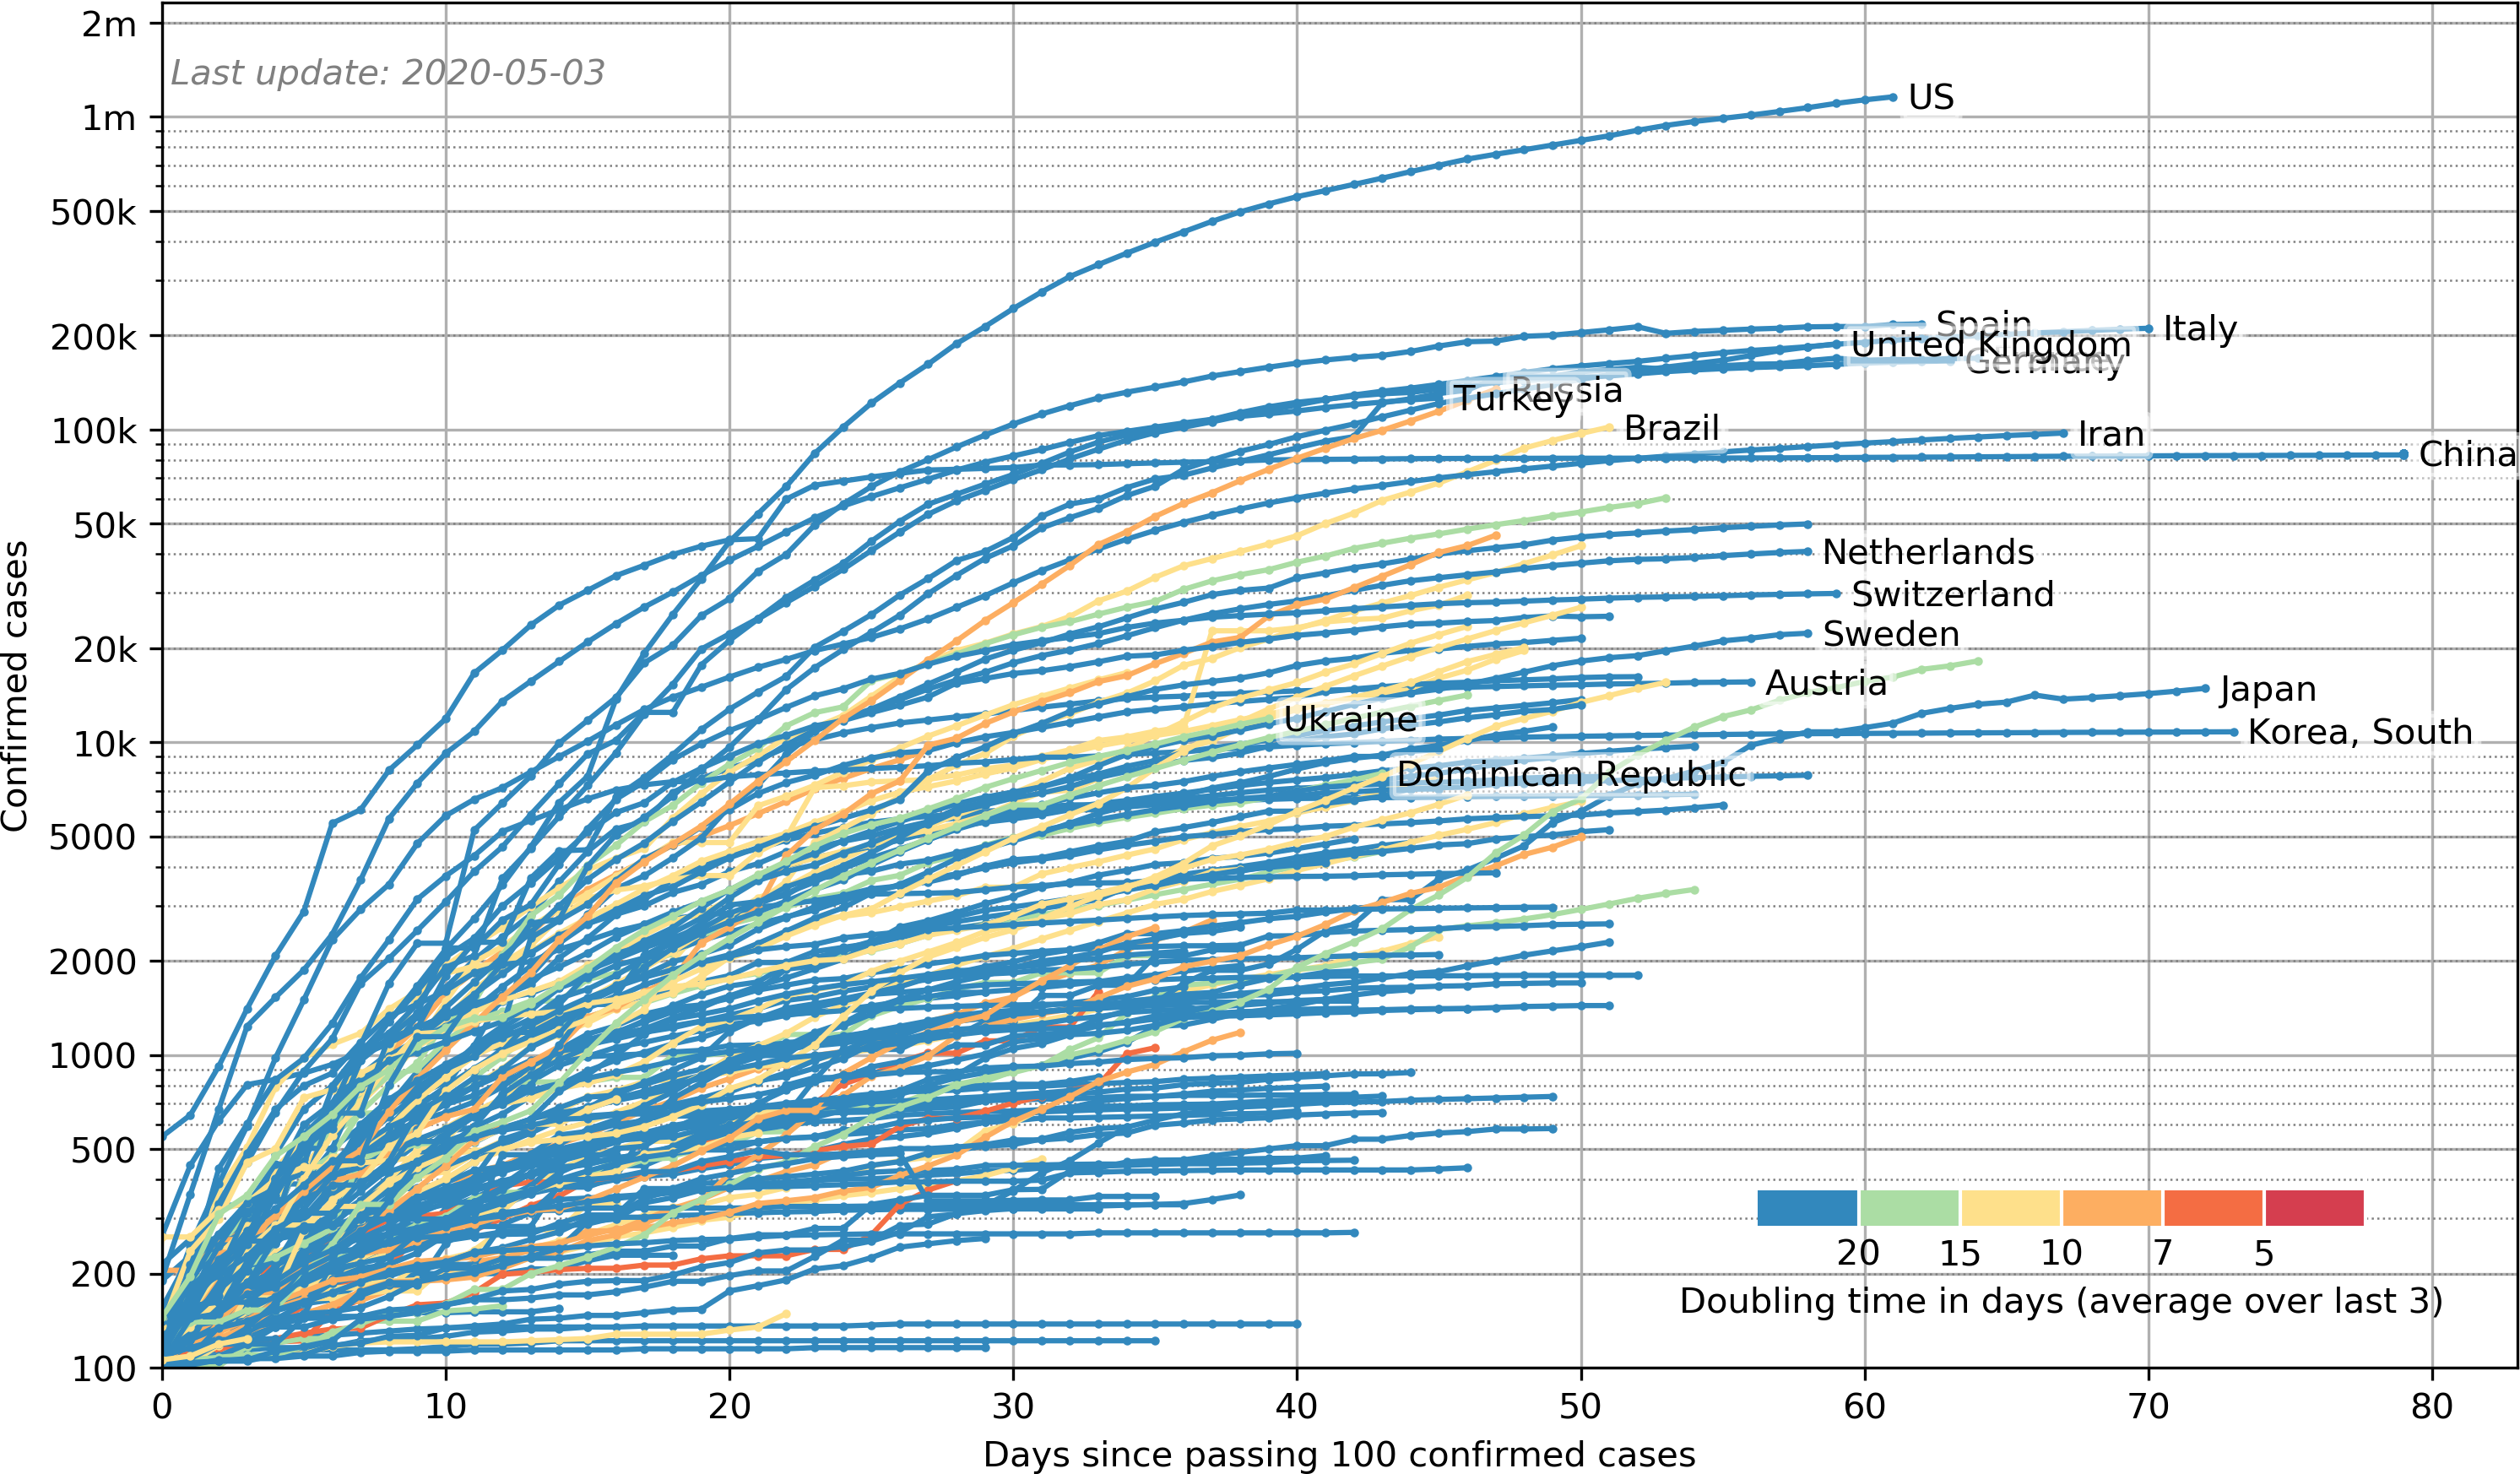 2m
1m
500k
200k
100k
50k
20k
10k
5000
2000
1000
500
200
100
Confirmed cases
Last update: 2020-05-03
US
Spain
Italy
United Kingdom
Germany
Russia
Turkey
Brazil
Iran
China
Netherlands
Switzerland
Sweden
Austria
Japan
Ukraine
Korea, South
Dominican Republic
20 15 10 7 5
Doubling time in days (average over last 3)
0 10 20 30 40 50 60 70 80
Days since passing 100 confirmed cases